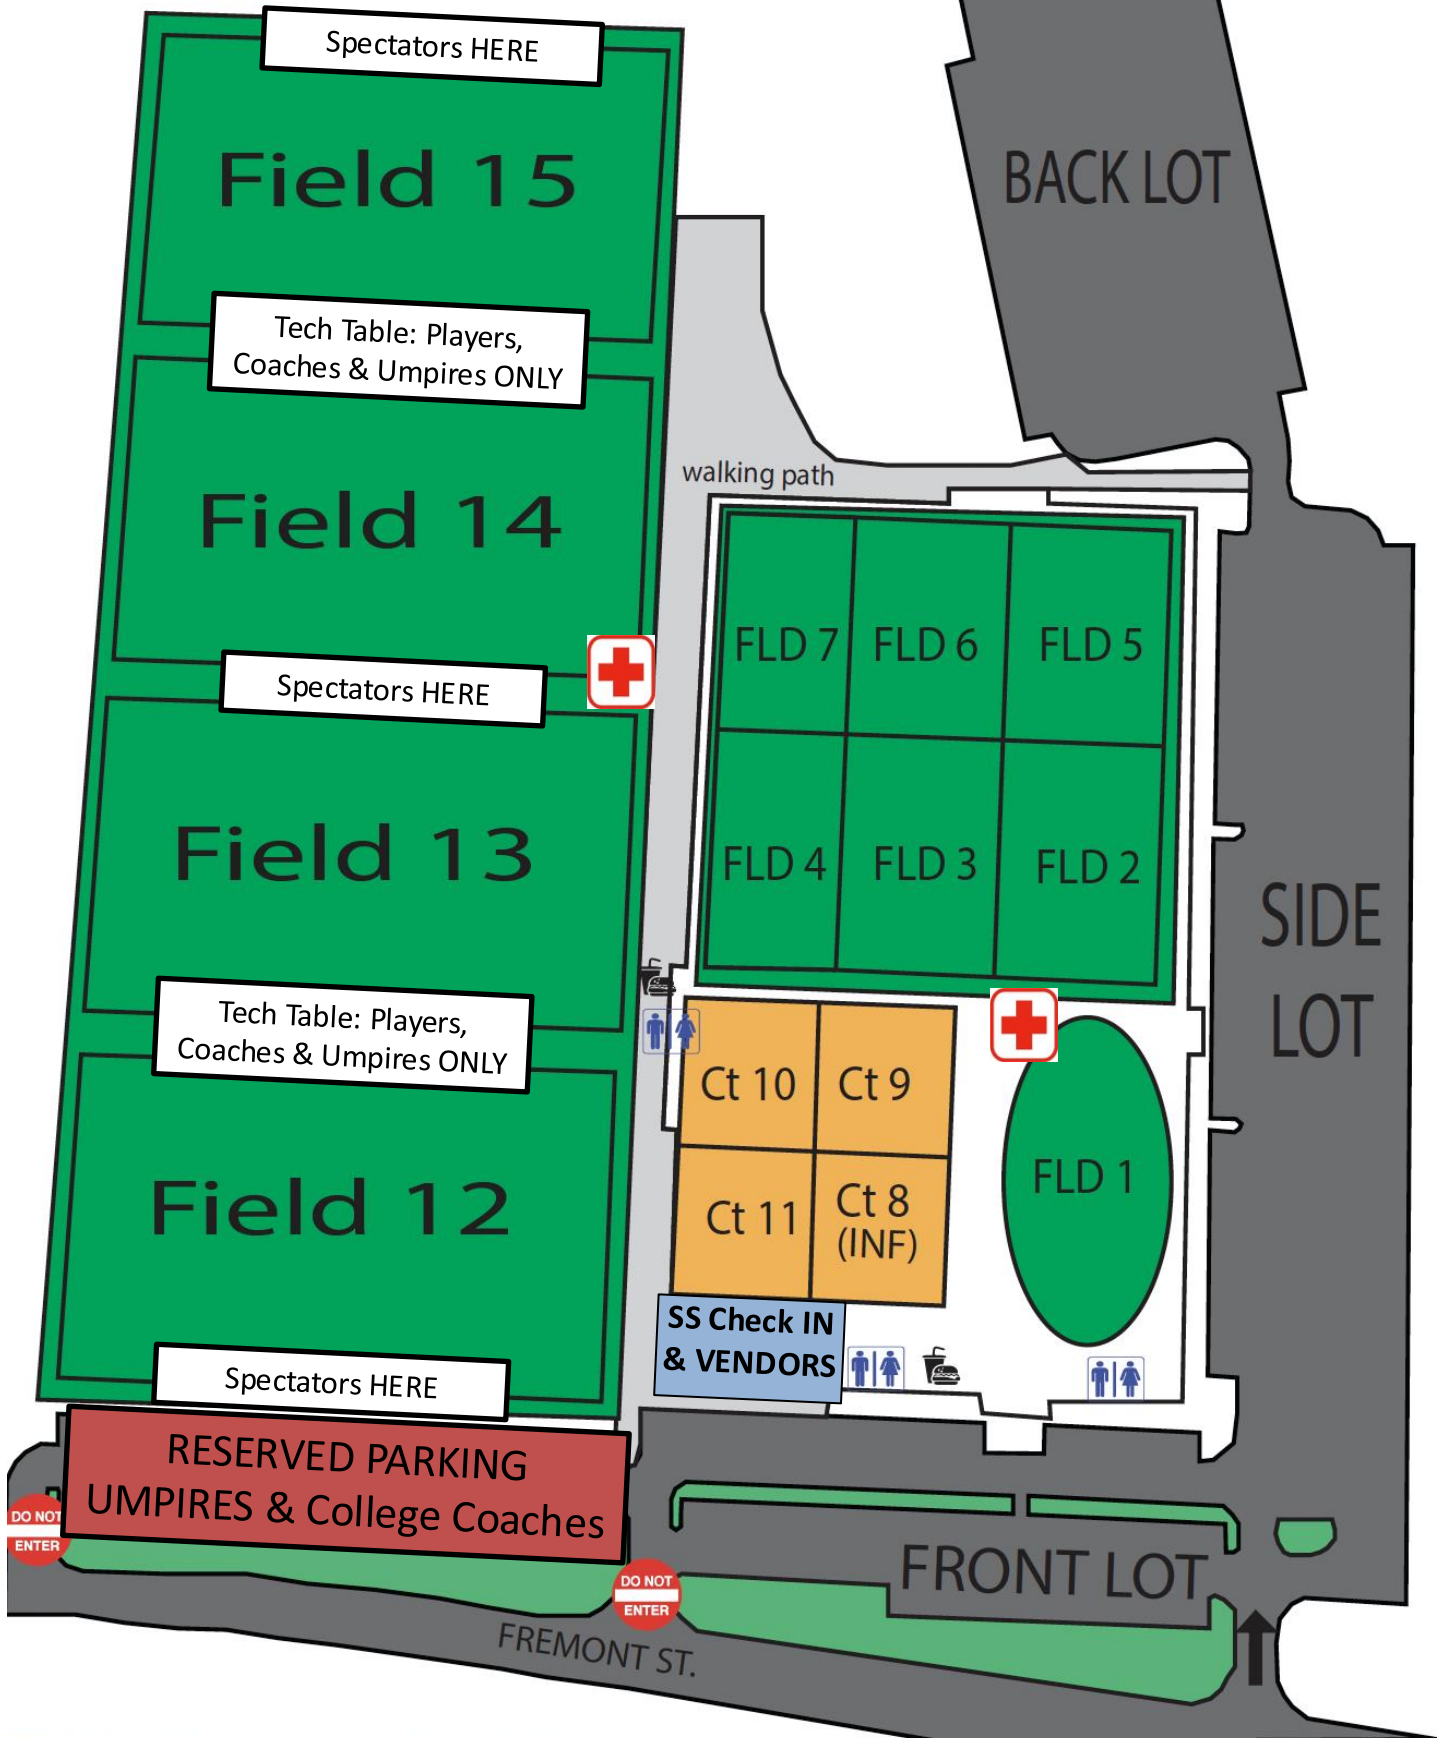 Spectators HERE
Field 15
BACK LOT
Tech Table: Players,
Coaches & Umpires ONLY
walking path
Field 14
FLD 7
FLD 6
FLD 5
Spectators HERE
Field 13
FLD 4
FLD 3
FLD 2
SIDE
LOT
Tech Table: Players,
Coaches & Umpires ONLY
Ct 10
Ct 9
Field 12
Ct 11
Ct 8
(INF)
FLD 1
SS Check IN
& VENDORS
Spectators HERE
RESERVED PARKING
UMPIRES & College Coaches
DO NOT
ENTER
FRONT LOT
DO NOT
ENTER
FREMONT ST.